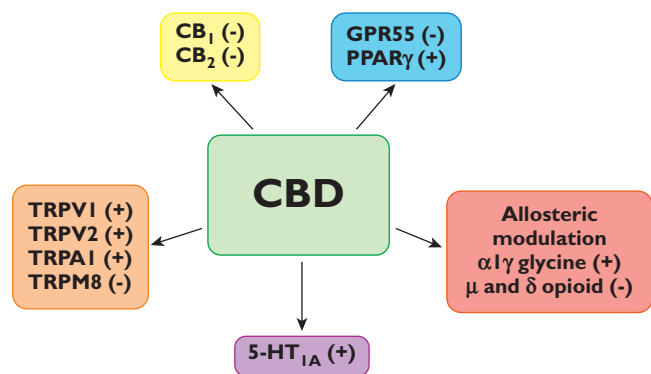 CB₁ (-)
CB₂ (-)
GPR55 (-)
PPARγ (+)
CBD
TRPV1 (+)
TRPV2 (+)
TRPA1 (+)
TRPM8 (-)
Allosteric
modulation
α1γ glycine (+)
μ and δ opioid (-)
5-HT₁A (+)